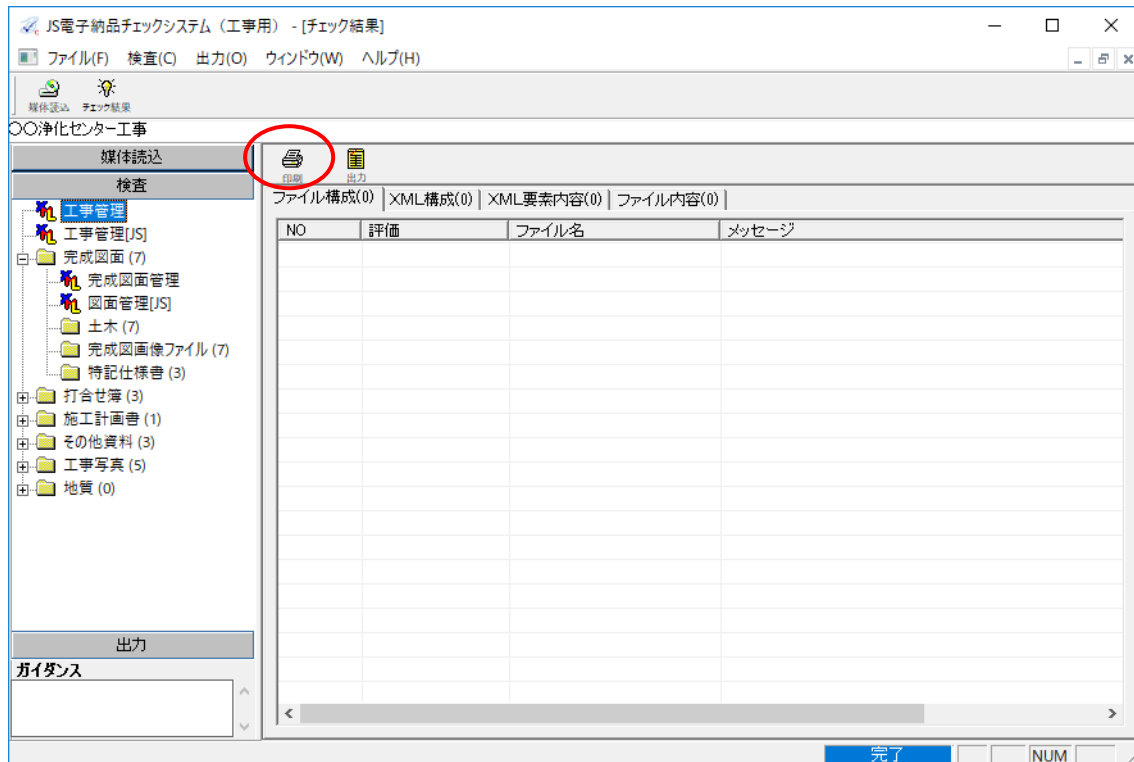 JS電子納品チェックシステム（工事用） - [チェック結果]
ファイル(F) 検査(C) 出力(O) ウィンドウ(W) ヘルプ(H)
媒体読込 チェック結果
〇〇浄化センター工事
媒体読込
検査
工事管理
工事管理[JS]
完成図面 (7)
完成図面管理
図面管理[JS]
土木 (7)
完成図画像ファイル (7)
特記仕様書 (3)
打合せ簿 (3)
施工計画書 (1)
その他資料 (3)
工事写真 (5)
地質 (0)
出力
ガイダンス
印刷 出力
ファイル構成(0) XML構成(0) XML要素内容(0) ファイル内容(0)
NO 評価 ファイル名 メッセージ
完了 NUM